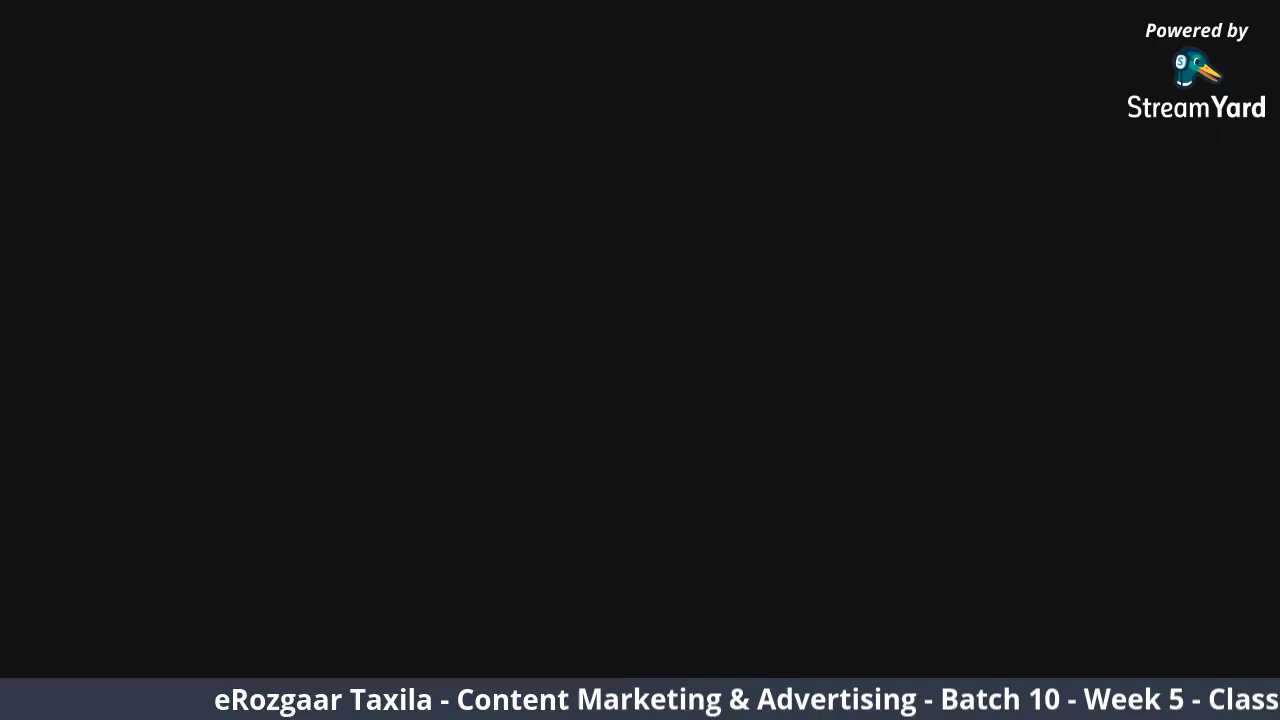 Powered by
S
StreamYard
eRozgaar Taxila - Content Marketing & Advertising - Batch 10 - Week 5 - Class